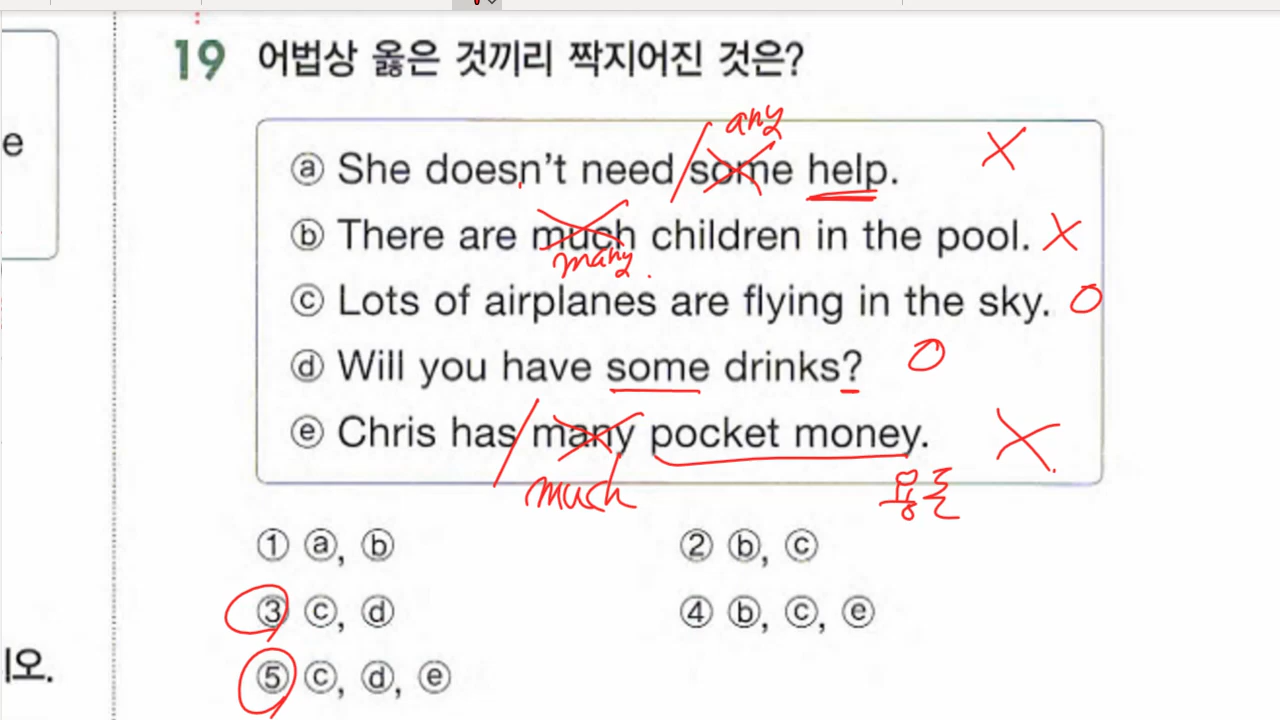 e
19 어법상 옳은 것끼리 짝지어진 것은?
any
ⓐ She doesn't need some help. X
ⓑ There are much children in the pool. X
many
ⓒ Lots of airplanes are flying in the sky. O
ⓓ Will you have some drinks? O
ⓔ Chris has many pocket money. X
much 용돈
① ⓐ, ⓑ ② ⓑ, ⓒ
③ ⓒ, ⓓ ④ ⓑ, ⓒ, ⓔ
⑤ ⓒ, ⓓ, ⓔ
오.